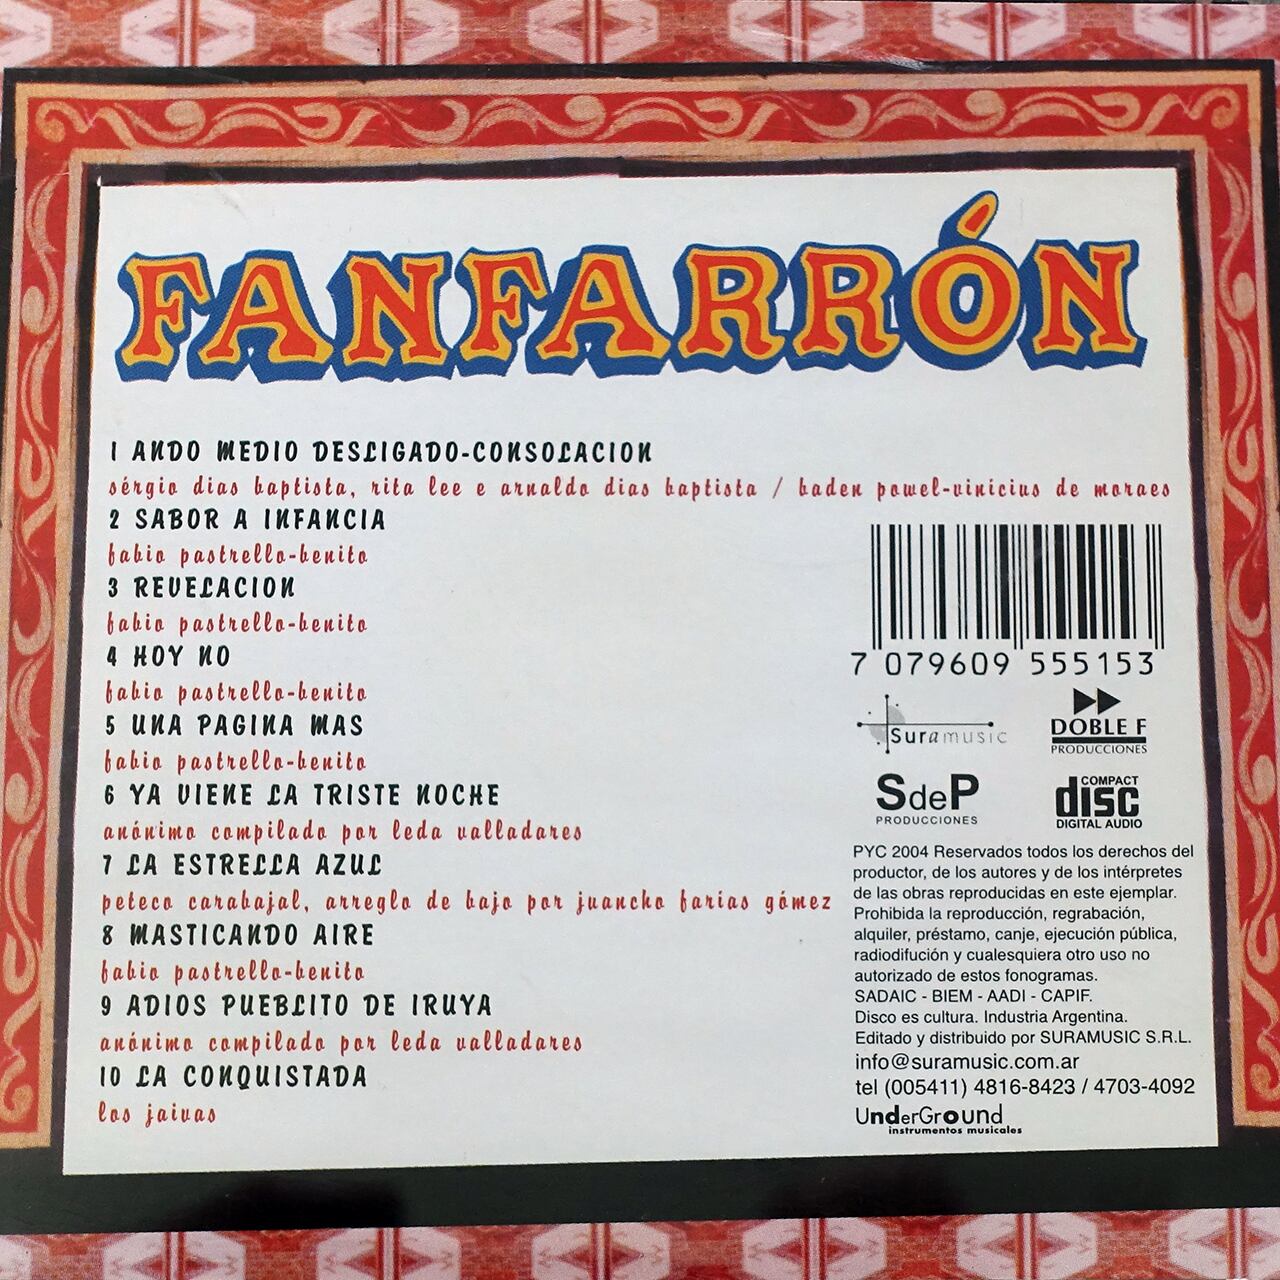 FANFARRÓN
1 ANDO MEDIO DESLIGADO-CONSOLACION
sérgio dias baptista, rita lee e arnaldo dias baptista / baden powel-vinícius de moraes
2 SABOR A INFANCIA
fabio pastrello-benito
3 REVELACION
fabio pastrello-benito
4 HOY NO
fabio pastrello-benito
5 UNA PAGINA MAS
fabio pastrello-benito
6 YA VIENE LA TRISTE NOCHE
anónimo compilado por leda valladares
7 LA ESTRELLA AZUL
peteco carabajal, arreglo de bajo por juancho farías gómez
8 MASTICANDO AIRE
fabio pastrello-benito
9 ADIOS PUEBLITO DE IRUYA
anónimo compilado por leda valladares
10 LA CONQUISTADA
los jaivas
7 079609 555153
Suramusic
DOBLE F
PRODUCCIONES
SdeP
PRODUCCIONES
COMPACT
disc
DIGITAL AUDIO
PYC 2004 Reservados todos los derechos del
productor, de los autores y de los intérpretes
de las obras reproducidas en este ejemplar.
Prohibida la reproducción, regrabación,
alquiler, préstamo, canje, ejecución pública,
radiodifución y cualesquiera otro uso no
autorizado de estos fonogramas.
SADAIC - BIEM - AADI - CAPIF.
Disco es cultura. Industria Argentina.
Editado y distribuido por SURAMUSIC S.R.L.
info@suramusic.com.ar
tel (005411) 4816-8423 / 4703-4092
UnderGround
instrumentos musicales